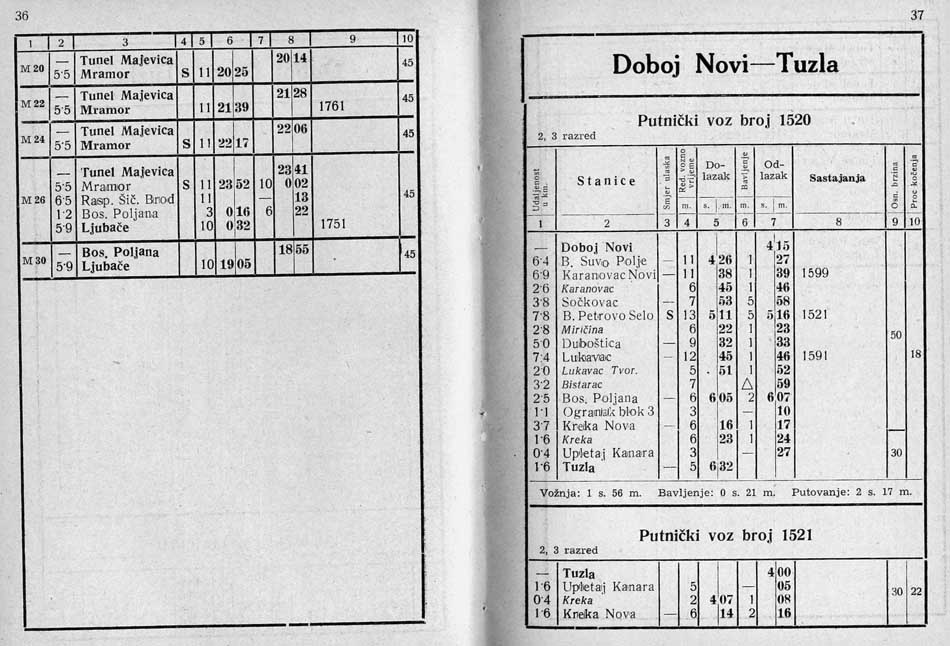 36
1 2 3 4 5 6 7 8 9 10
M 20 — Tunel Majevica 20 14 45
5·5 Mramor S 11 20 25
M 22 — Tunel Majevica 21 28 45
5·5 Mramor 11 21 39 1761
M 24 — Tunel Majevica 22 06 45
5·5 Mramor S 11 22 17
— Tunel Majevica 23 41
5·5 Mramor S 11 23 52 10 0 02
M 26 6·5 Rasp. Šič. Brod 11 — 13 45
1·2 Bos. Poljana 3 0 16 6 22
5·9 Ljubače 10 0 32 1751
M 30 — Bos. Poljana 18 55 45
5·9 Ljubače 10 19 05
37
Doboj Novi—Tuzla
Putnički voz broj 1520
2, 3 razred
Udaljenost u km. Stanice Smjer ulaska Red. vozno vrijeme m. Dolazak s. m. Bavljenje m. Odlazak s. m. Sastajanja Osn. brzina Proc kočenja
1 2 3 4 5 6 7 8 9 10
— Doboj Novi 4 15
6·4 B. Suvo Polje — 11 4 26 1 27
6·9 Karanovac Novi — 11 38 1 39 1599
2·6 Karanovac 6 45 1 46
3·8 Sočkovac — 7 53 5 58
7·8 B. Petrovo Selo S 13 5 11 5 5 16 1521
2·8 Miričina 6 22 1 23
5·0 Duboštica — 9 32 1 33 50
7·4 Lukavac — 12 45 1 46 1591 18
2·0 Lukavac Tvor. 5 51 1 52
3·2 Bistarac 7 △ 59
2·5 Bos. Poljana — 6 6 05 2 6 07
1·1 Ogranak blok 3 3 — 10
3·7 Kreka Nova — 6 16 1 17
1·6 Kreka 6 23 1 24
0·4 Upletaj Kanara 3 — 27 30
1·6 Tuzla — 5 6 32
Vožnja: 1 s. 56 m. Bavljenje: 0 s. 21 m. Putovanje: 2 s. 17 m.
Putnički voz broj 1521
2, 3 razred
— Tuzla 4 00
1·6 Upletaj Kanara 5 — 05 30 22
0·4 Kreka 2 4 07 1 08
1·6 Kreka Nova — 6 14 2 16